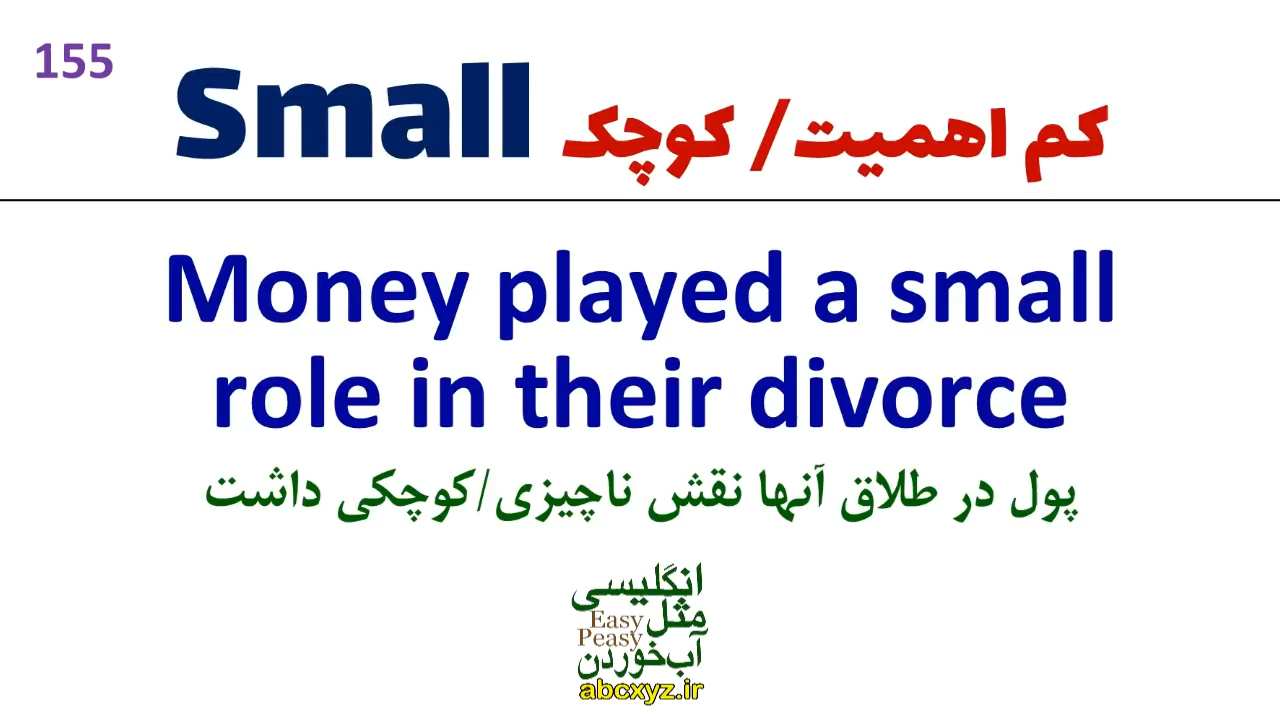 155
Small کم اهمیت/ کوچک
Money played a small
role in their divorce
پول در طلاق آنها نقش ناچیزی/کوچکی داشت
انگلیسی
مثل Easy
Peasy
آب‌خوردن
abcxyz.ir